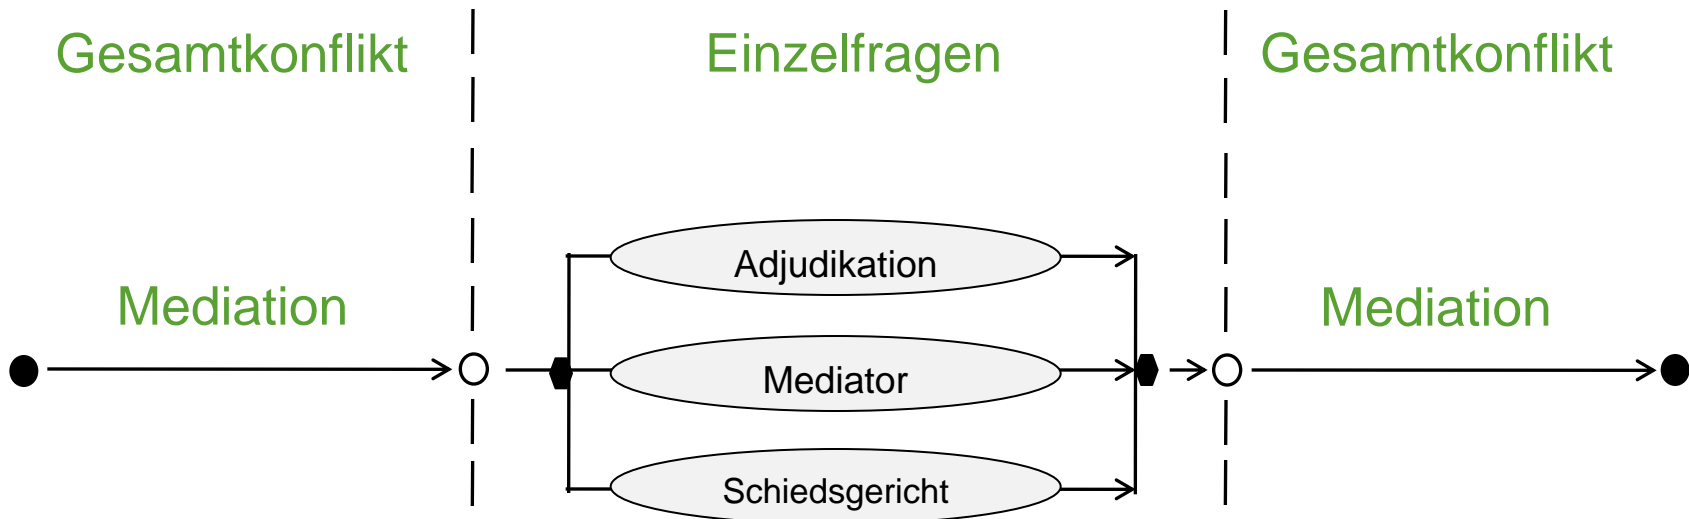 Gesamtkonflikt
Einzelfragen
Gesamtkonflikt
Adjudikation
Mediation
Mediation
Mediator
Schiedsgericht